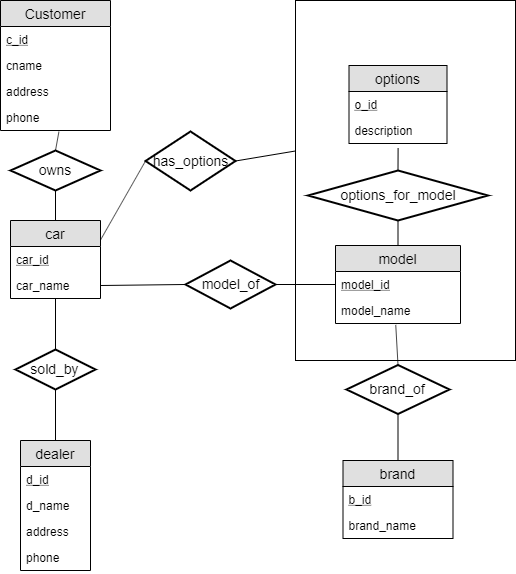 Customer
c_id
cname
address
phone
owns
car
car_id
car_name
sold_by
dealer
d_id
d_name
address
phone
has_options
model_of
options
o_id
description
options_for_model
model
model_id
model_name
brand_of
brand
b_id
brand_name